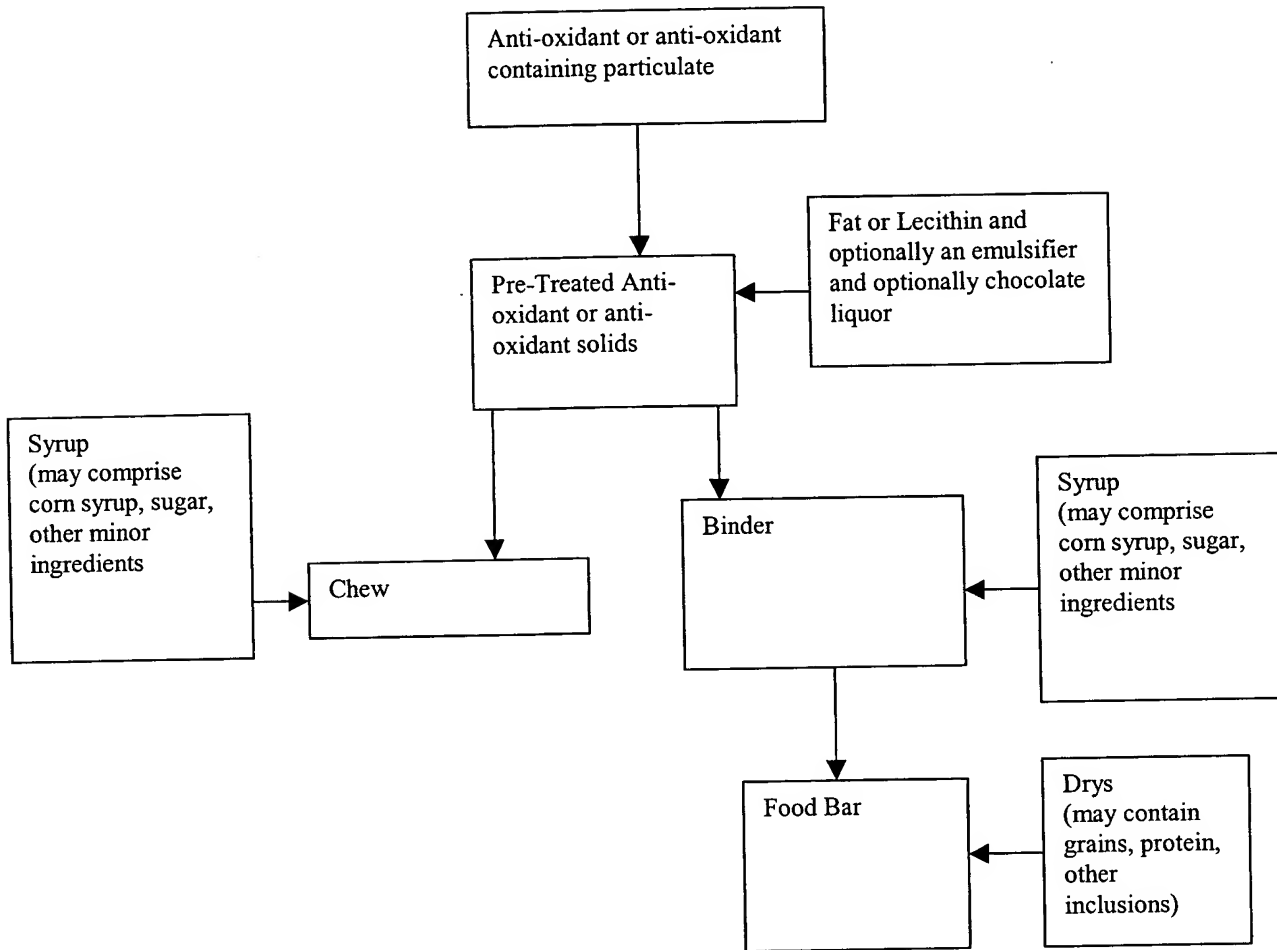 Anti-oxidant or anti-oxidant
containing particulate
Fat or Lecithin and
optionally an emulsifier
and optionally chocolate
liquor
Pre-Treated Anti-
oxidant or anti-
oxidant solids
Syrup
(may comprise
corn syrup, sugar,
other minor
ingredients
Chew
Binder
Syrup
(may comprise
corn syrup, sugar,
other minor
ingredients
Food Bar
Drys
(may contain
grains, protein,
other
inclusions)